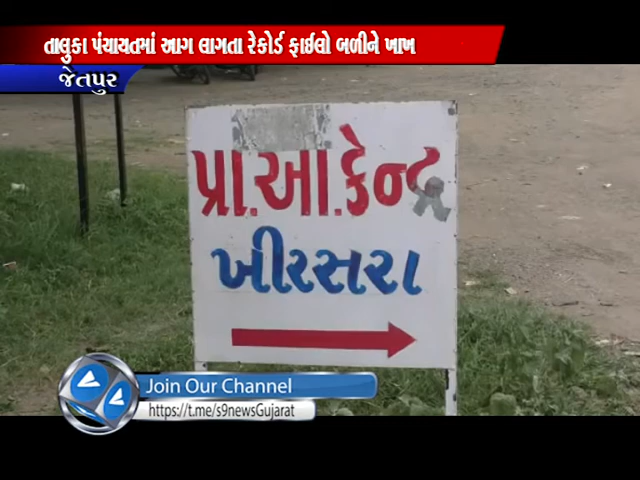 તાલુકા પંચાયતમાં આગ લાગતા રેકોર્ડ ફાઈલો બળીને ખાખ
જેતપુર
પ્રા.આ.કેન્દ્ર
ખીરસરા
Join Our Channel
https://t.me/s9newsGujarat